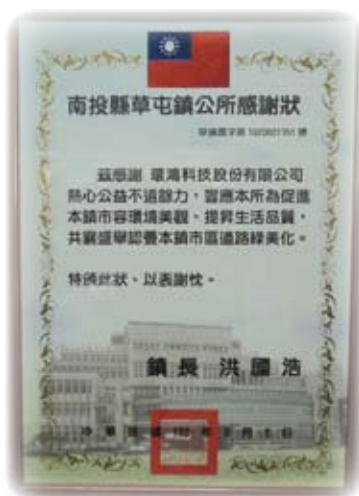 南投縣草屯鎮公所感謝狀
茲感謝 環鴻科技股份有限公司
熱心公益不遺餘力,響應本所為促進
本鎮市容環境美觀、提昇生活品質,
共襄盛舉認養本鎮市區道路綠美化。
特頒此狀、以表謝忱。
鎮長 洪國浩